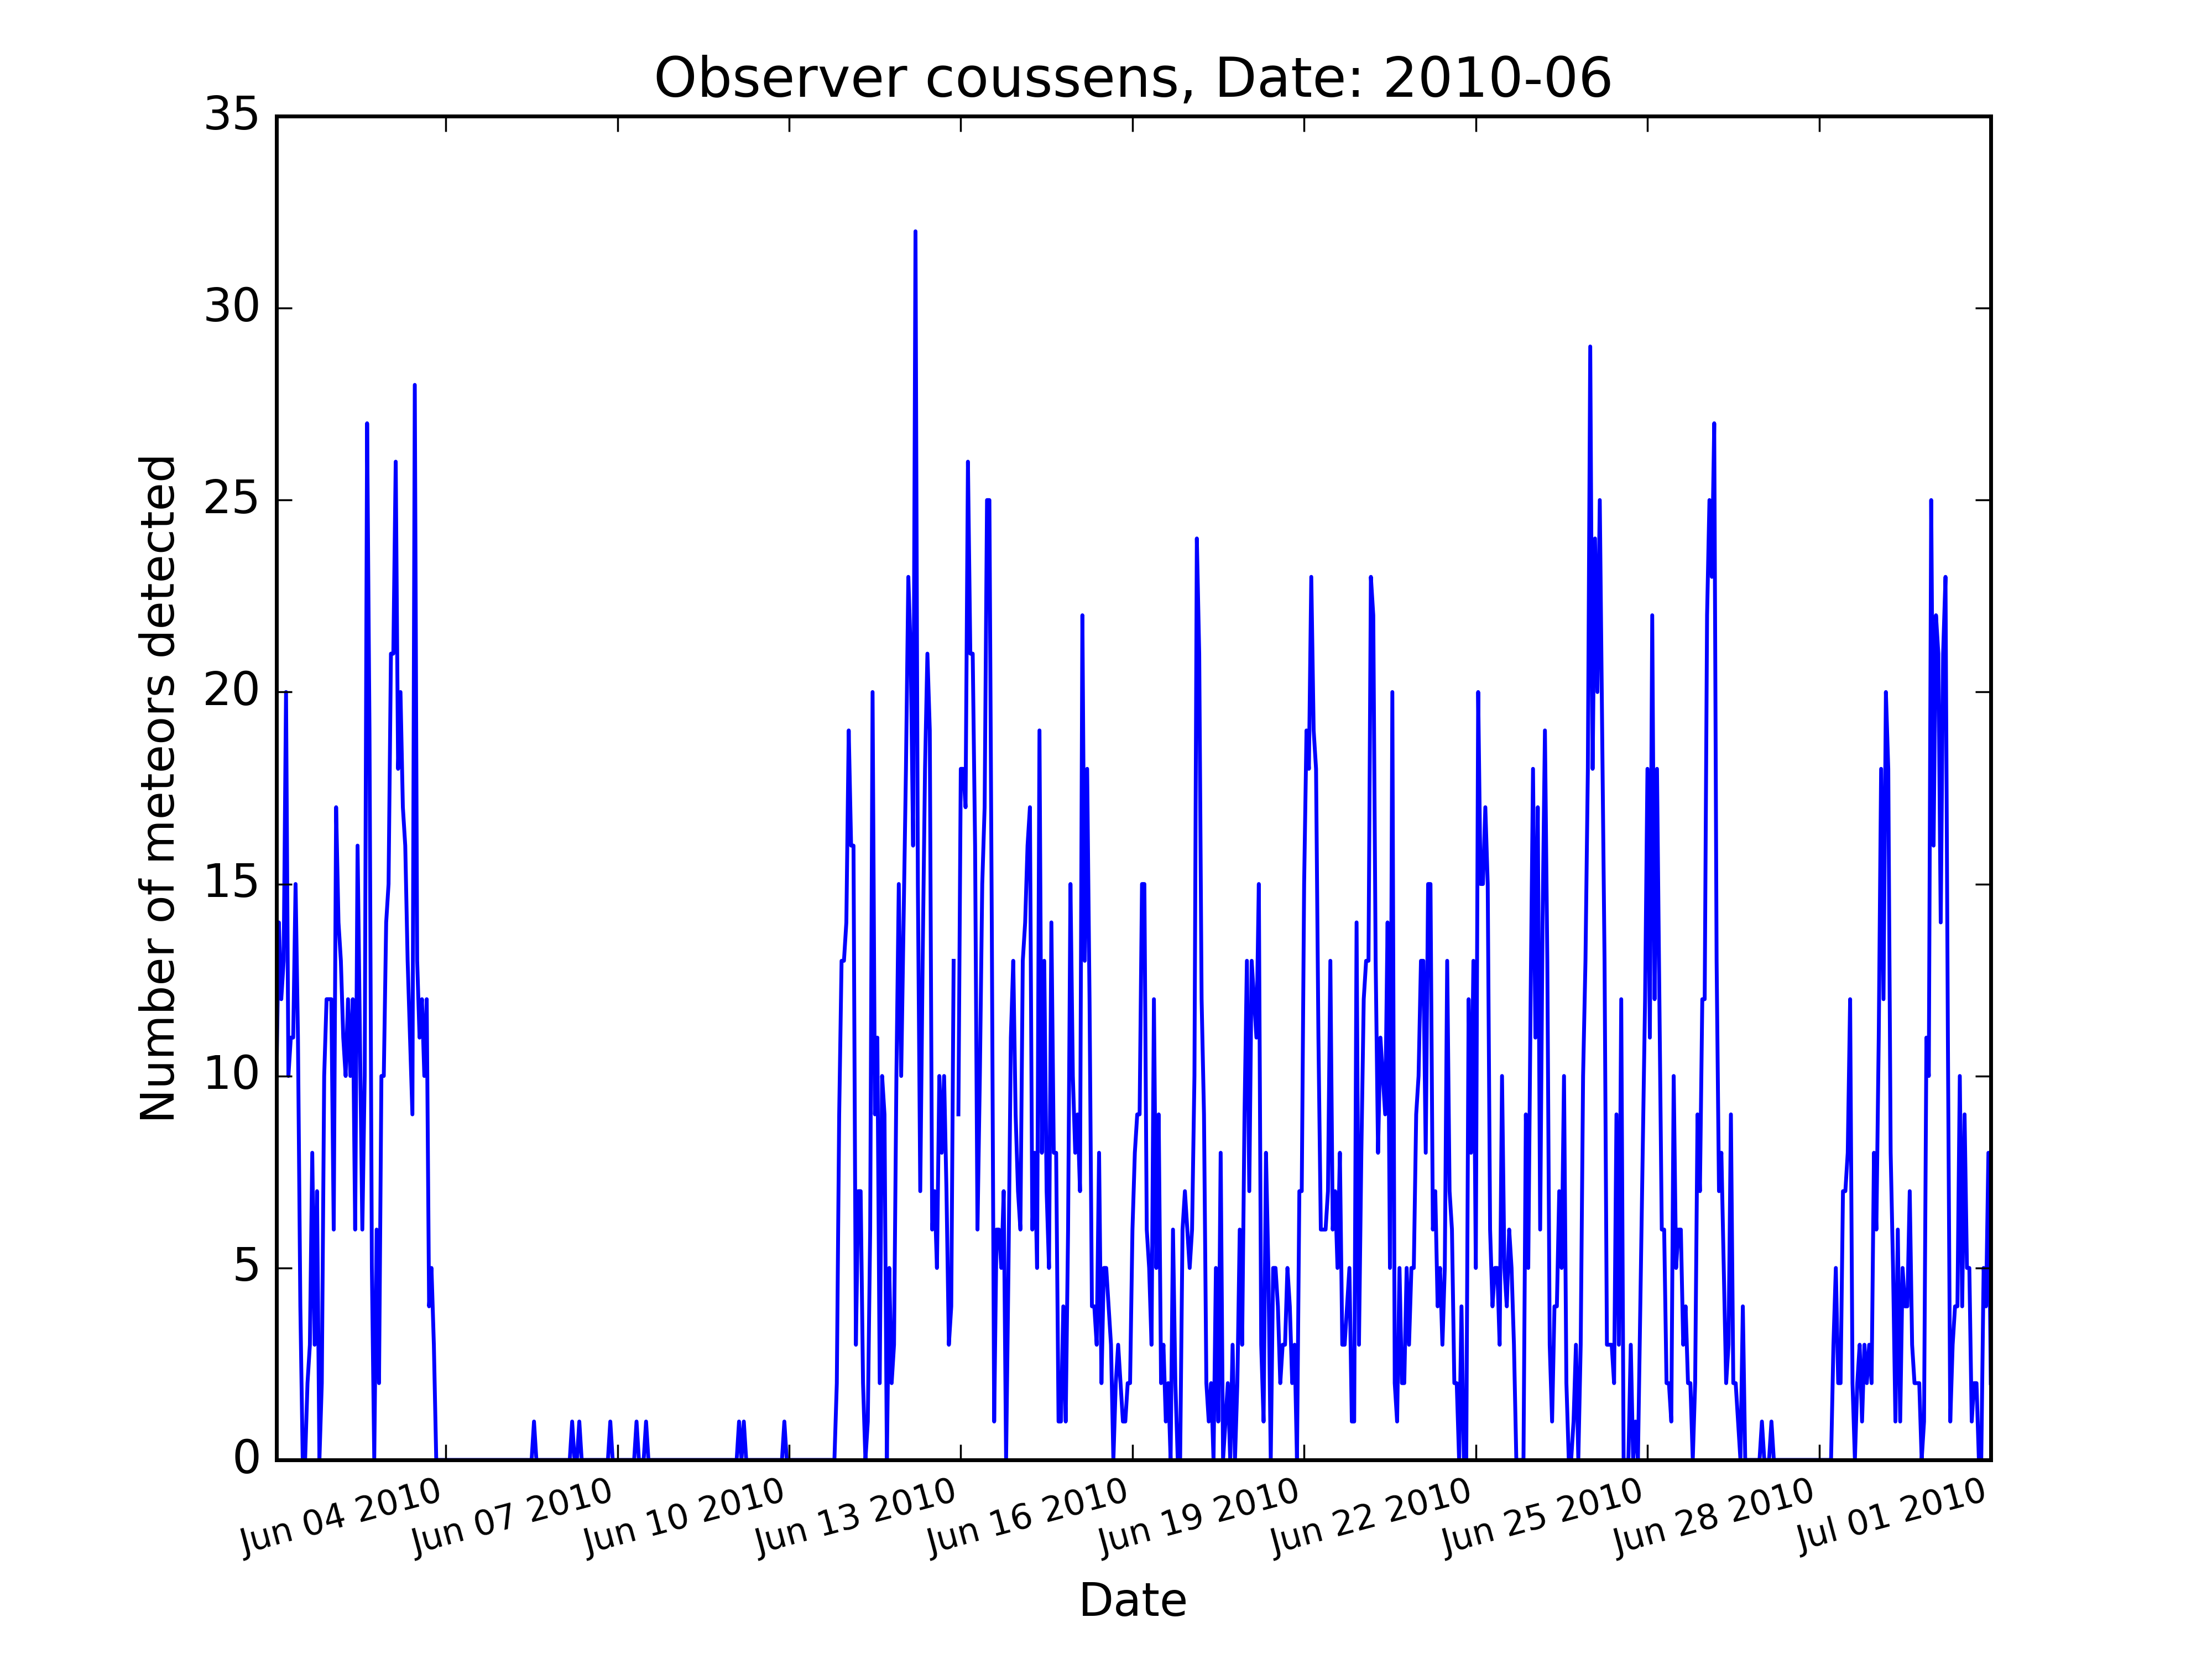 Observer coussens, Date: 2010-06
35
30
25
20
15
10
5
0
Number of meteors detected
Jun 04 2010
Jun 07 2010
Jun 10 2010
Jun 13 2010
Jun 16 2010
Jun 19 2010
Jun 22 2010
Jun 25 2010
Jun 28 2010
Jul 01 2010
Date